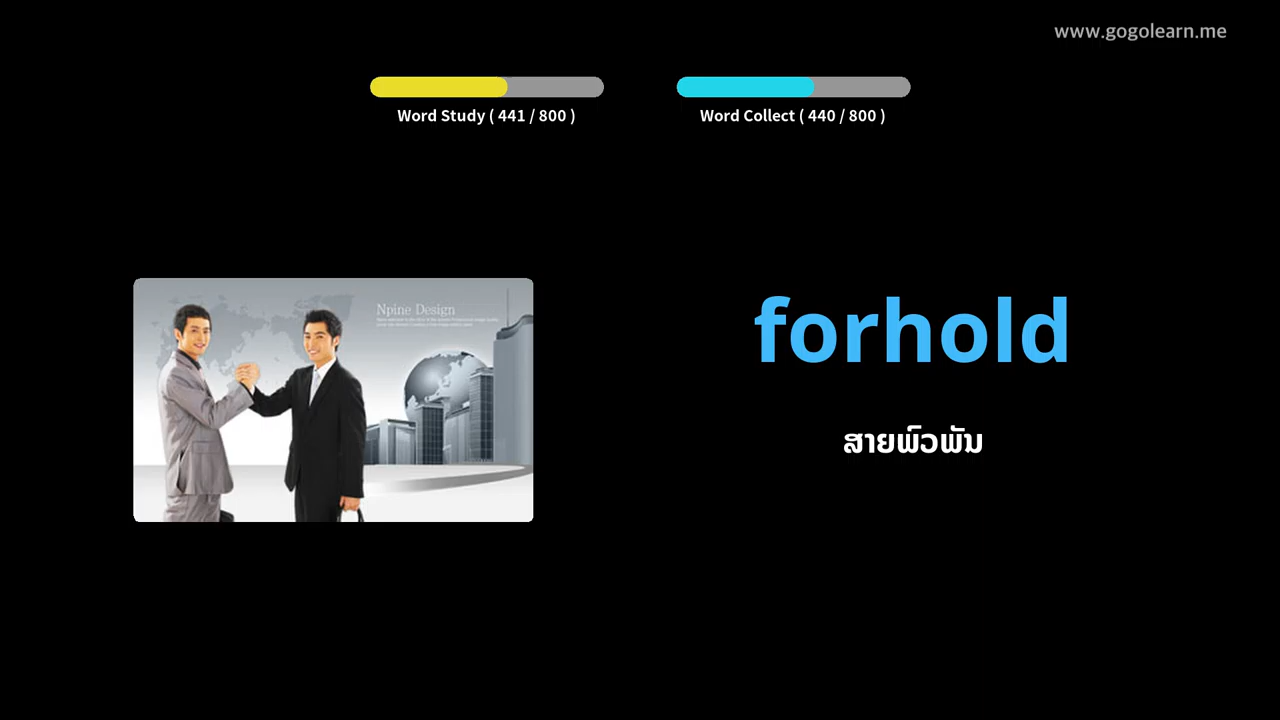 www.gogolearn.me
Word Study ( 441 / 800 )
Word Collect ( 440 / 800 )
Npine Design
forhold
ສາຍພົວພັນ